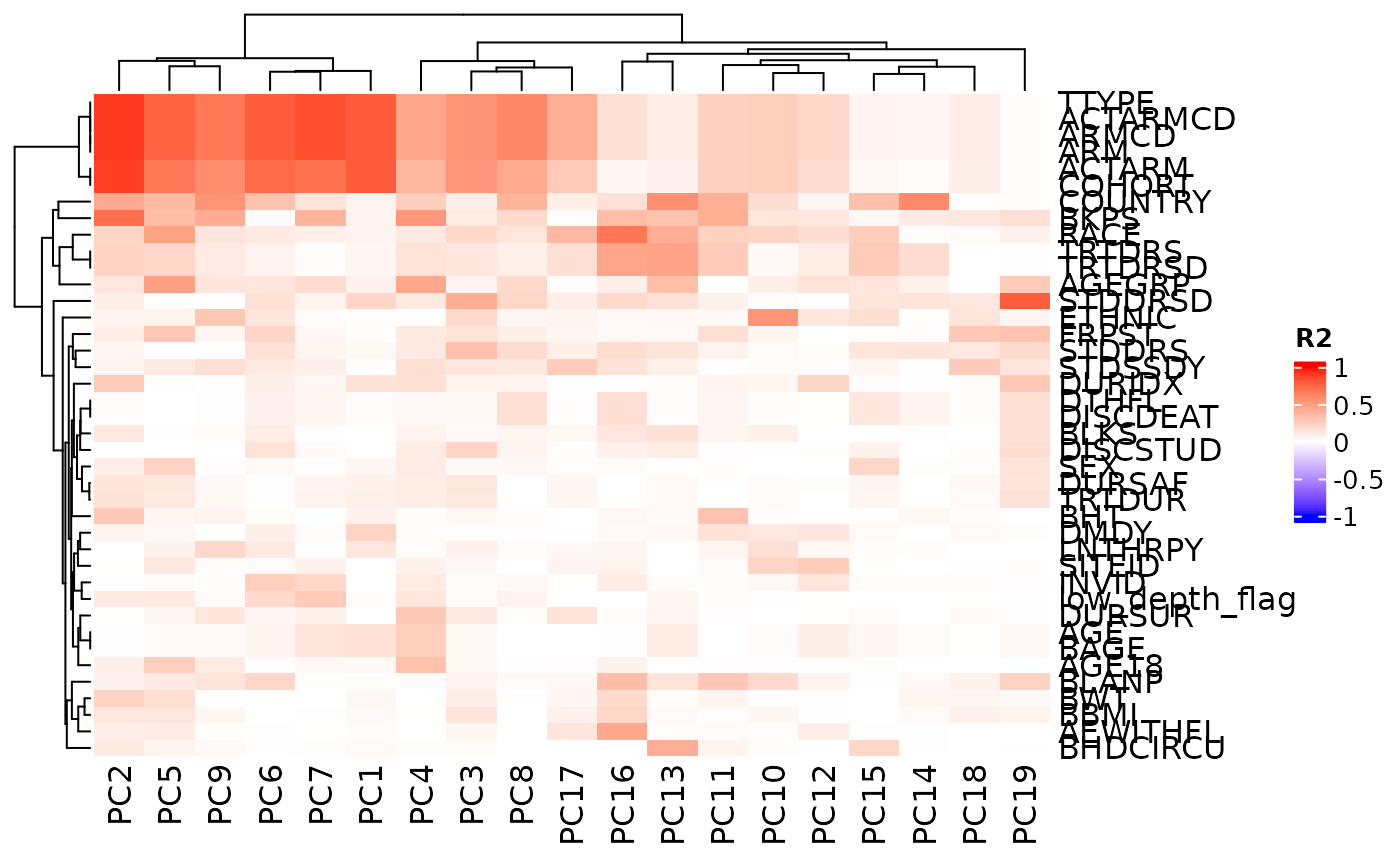 TTYPE
ACTARMCD
ARMCD
ARM
ACTARM
COHORT
COUNTRY
BKPS
RACE
TRTDRS
TRTDRSD
AGEGRP
STDDRSD
ETHNIC
FRPST
STDDRS
STDSSDY
DURIDX
DTHFL
DISCDEAT
BLKS
DISCSTUD
SEX
DURSAF
TRTDUR
BHT
DMDY
LNTHRPY
SITEID
INVID
low_depth_flag
DURSUR
AGE
BAGE
AGE18
BLANP
BWT
BBMI
AEWITHFL
BHDCIRCU
PC2 PC5 PC9 PC6 PC7 PC1 PC4 PC3 PC8 PC17 PC16 PC13 PC11 PC10 PC12 PC15 PC14 PC18 PC19
R2
1
0.5
0
-0.5
-1